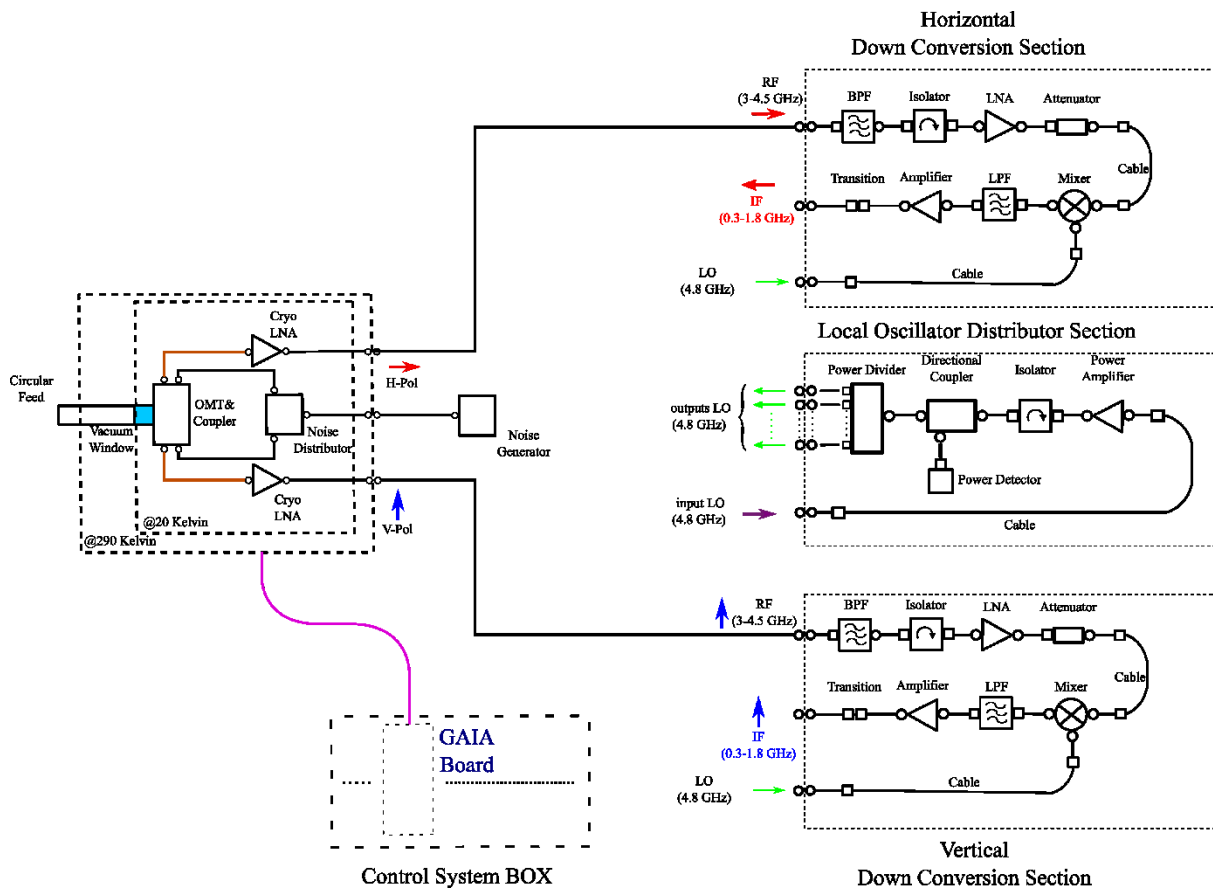 Horizontal
Down Conversion Section
RF
(3-4.5 GHz)
BPF
Isolator
LNA
Attenuator
Cable
Transition
Amplifier
LPF
Mixer
IF
(0.3-1.8 GHz)
LO
(4.8 GHz)
Cable
Local Oscillator Distributor Section
Power Divider
Directional
Coupler
Isolator
Power
Amplifier
outputs LO
(4.8 GHz)
Power Detector
input LO
(4.8 GHz)
Cable
Cryo
LNA
H-Pol
Circular
Feed
OMT&
Coupler
Vacuum
Window
Noise
Distributor
Noise
Generator
Cryo
LNA
V-Pol
@20 Kelvin
@290 Kelvin
RF
(3-4.5 GHz)
BPF
Isolator
LNA
Attenuator
Cable
Transition
Amplifier
LPF
Mixer
IF
(0.3-1.8 GHz)
LO
(4.8 GHz)
Cable
Vertical
Down Conversion Section
GAIA
Board
Control System BOX